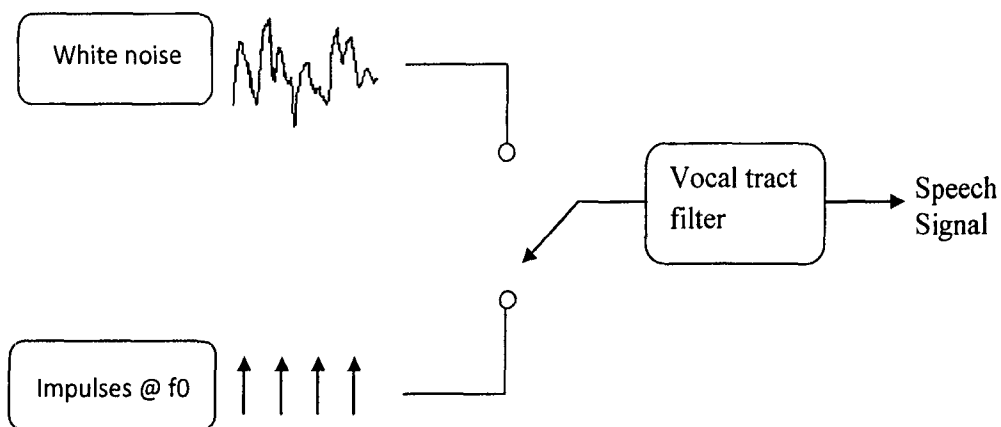 White noise
Vocal tract
filter
Speech
Signal
Impulses @ f0